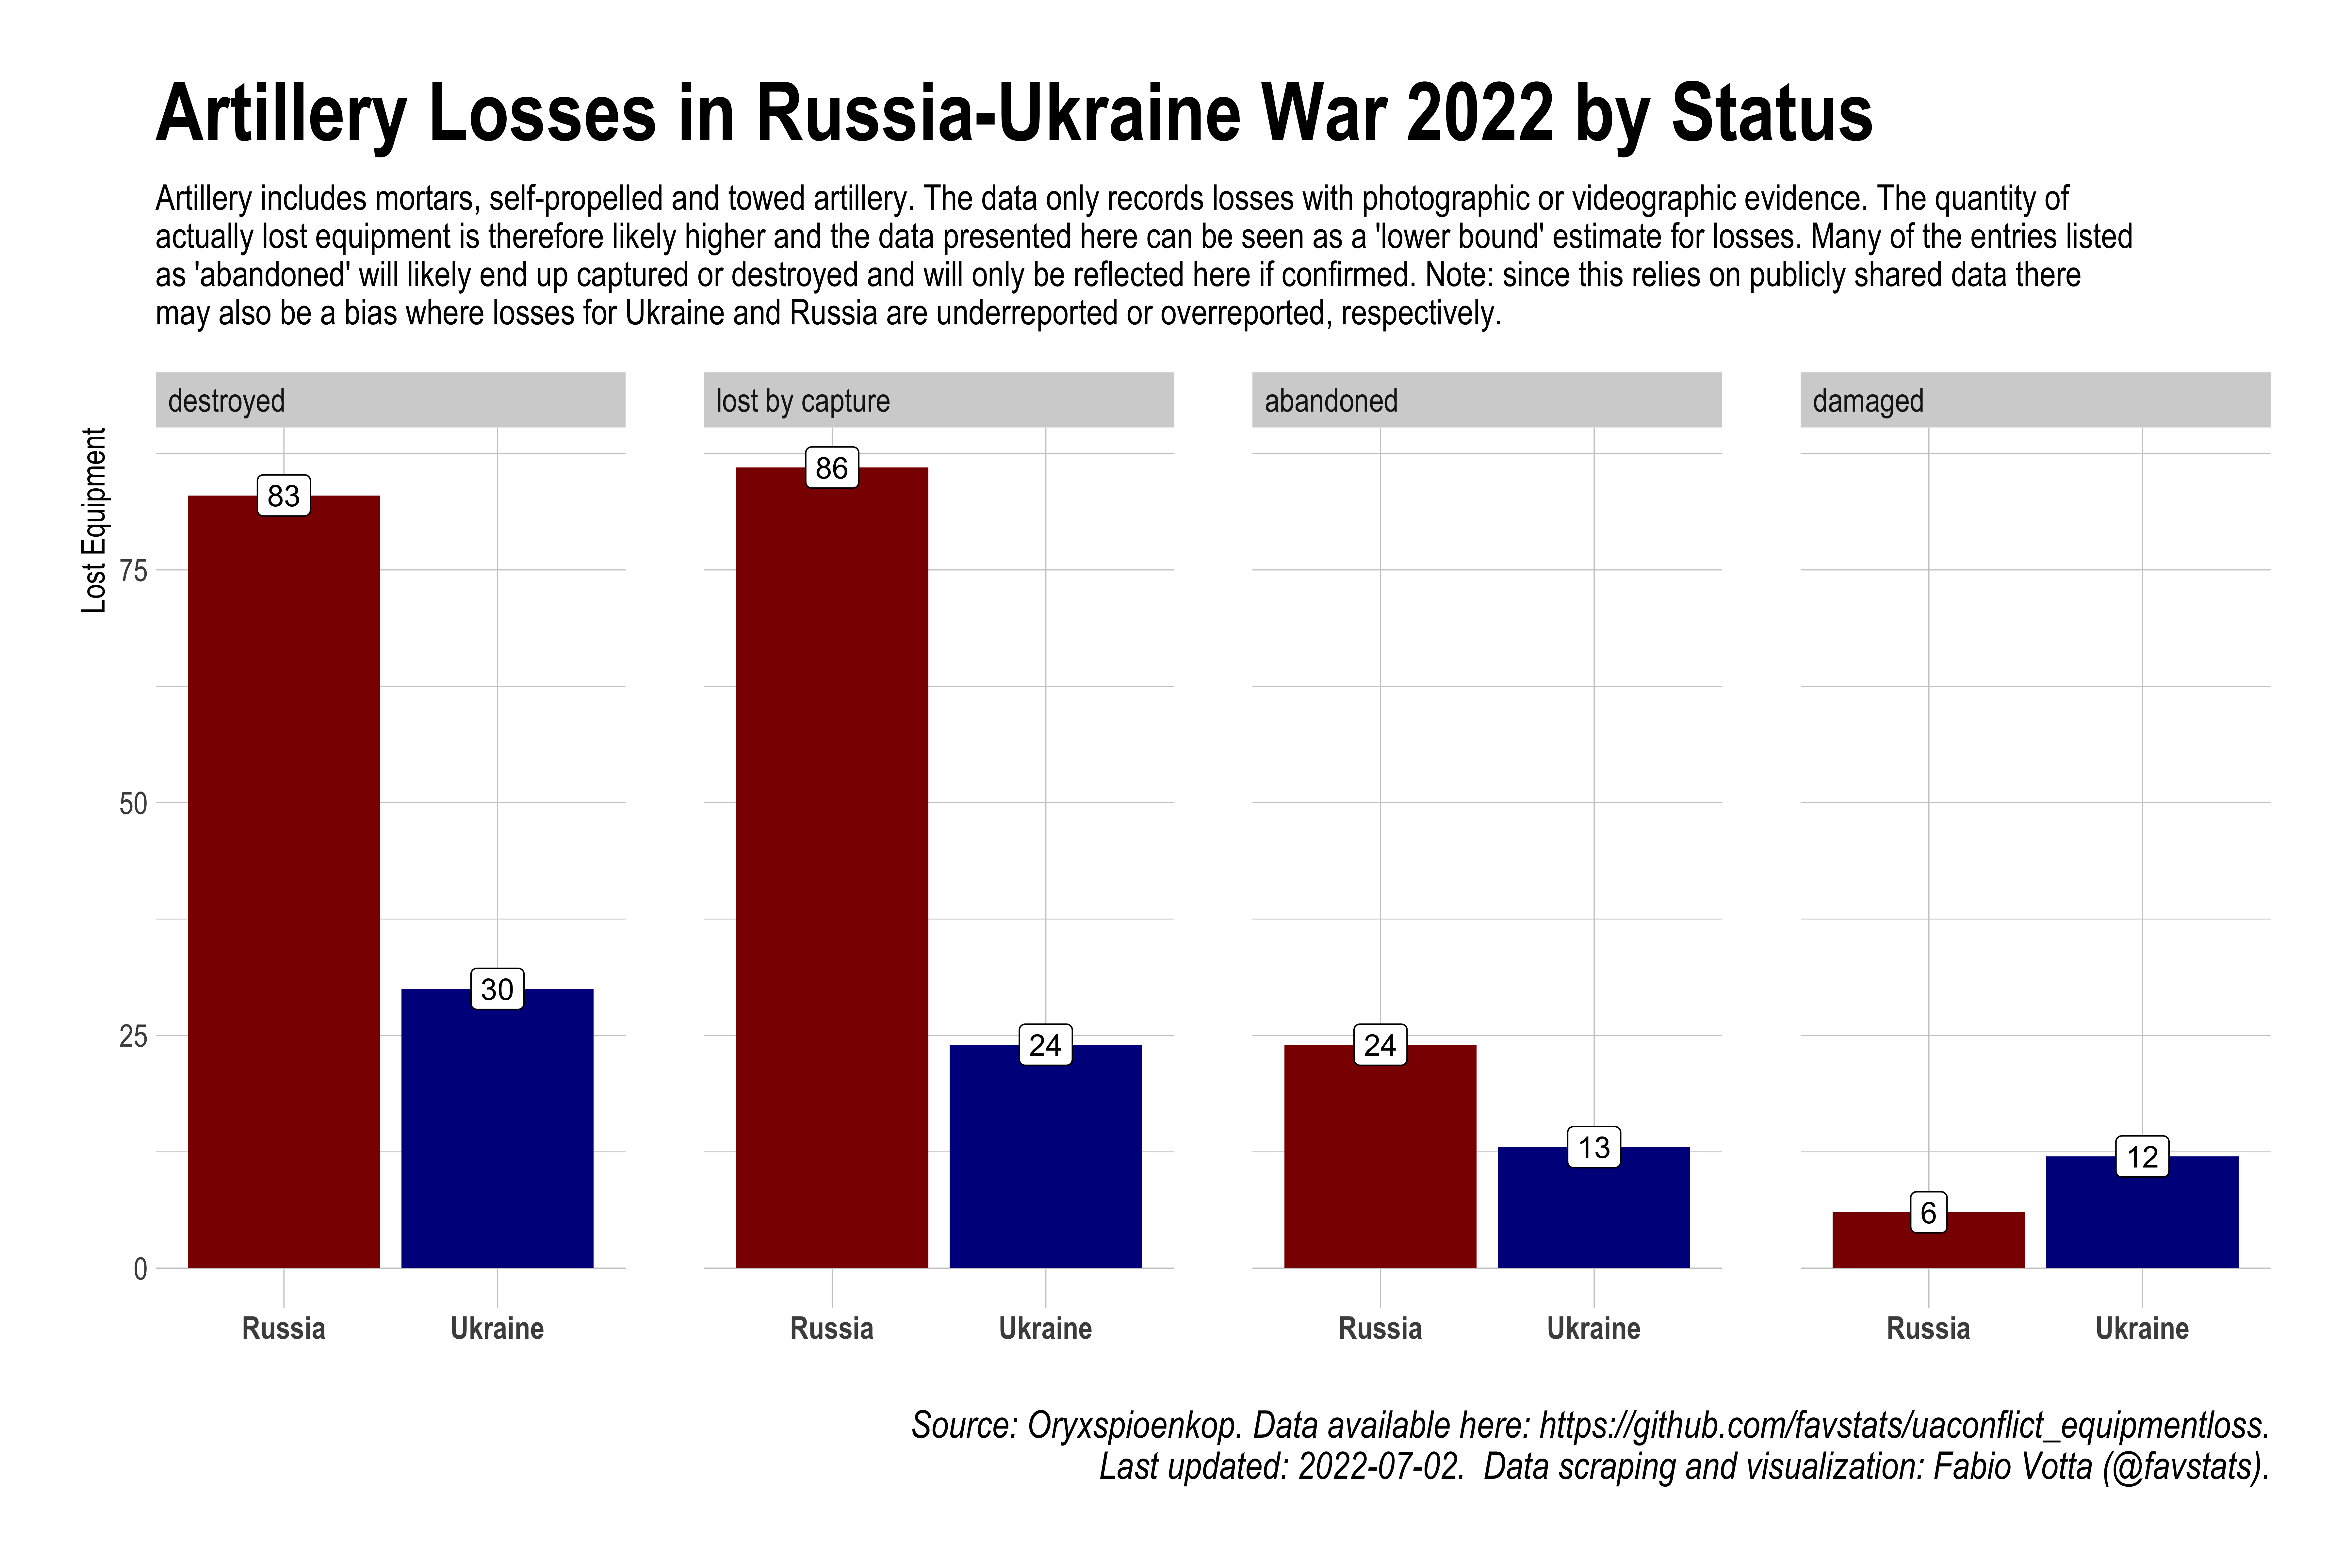 Artillery Losses in Russia-Ukraine War 2022 by Status
Artillery includes mortars, self-propelled and towed artillery. The data only records losses with photographic or videographic evidence. The quantity of
actually lost equipment is therefore likely higher and the data presented here can be seen as a 'lower bound' estimate for losses. Many of the entries listed
as 'abandoned' will likely end up captured or destroyed and will only be reflected here if confirmed. Note: since this relies on publicly shared data there
may also be a bias where losses for Ukraine and Russia are underreported or overreported, respectively.
destroyed
lost by capture
abandoned
damaged
Lost Equipment
75
50
25
0
83
30
86
24
24
13
6
12
Russia
Ukraine
Russia
Ukraine
Russia
Ukraine
Russia
Ukraine
Source: Oryxspioenkop. Data available here: https://github.com/favstats/uaconflict_equipmentloss.
Last updated: 2022-07-02.  Data scraping and visualization: Fabio Votta (@favstats).